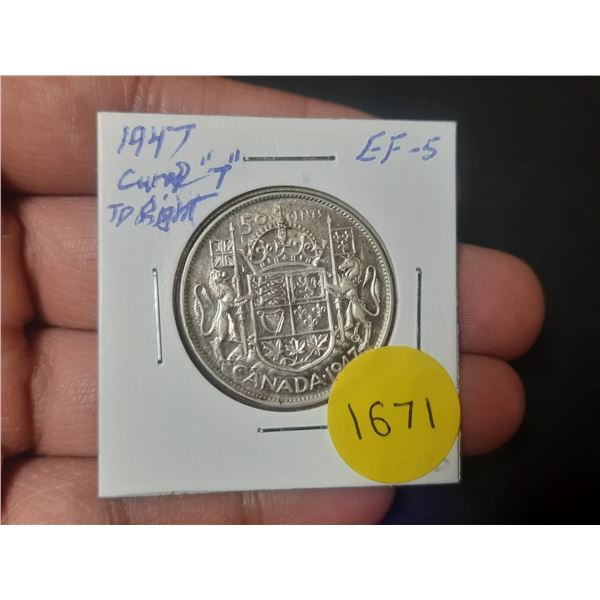 1947
Curved "7"
TO Right
EF-5
50 CENTS
CANADA·1947
1671